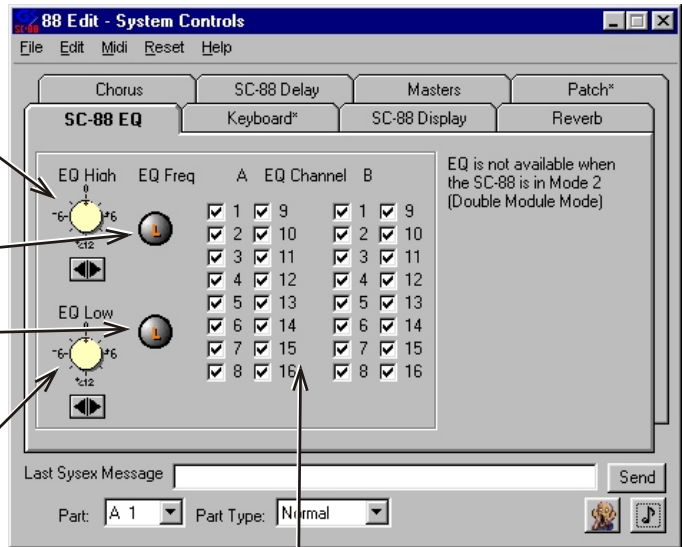 88 Edit - System Controls
File Edit Midi Reset Help
Chorus SC-88 Delay Masters Patch*
SC-88 EQ Keyboard* SC-88 Display Reverb
EQ High EQ Freq A EQ Channel B
EQ is not available when
the SC-88 is in Mode 2
(Double Module Mode)
0
-6 +6
±12
L
1 9 1 9
2 10 2 10
3 11 3 11
4 12 4 12
5 13 5 13
6 14 6 14
7 15 7 15
8 16 8 16
EQ Low
0
-6 +6
±12
L
Last Sysex Message Send
Part: A 1 Part Type: Normal